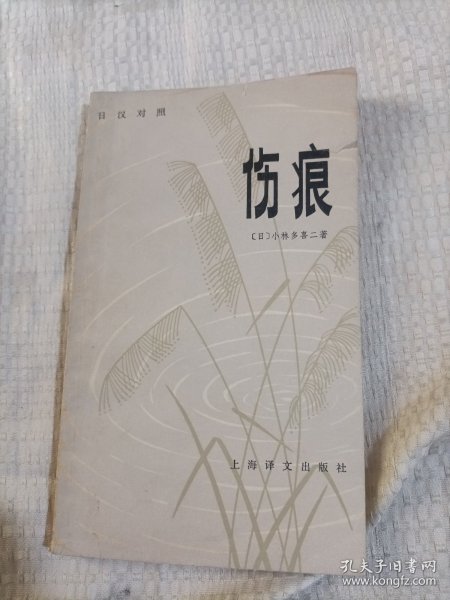 日汉对照
伤痕
〔日〕小林多喜二著
上海译文出版社
孔夫子旧书网
www.kongfz.com